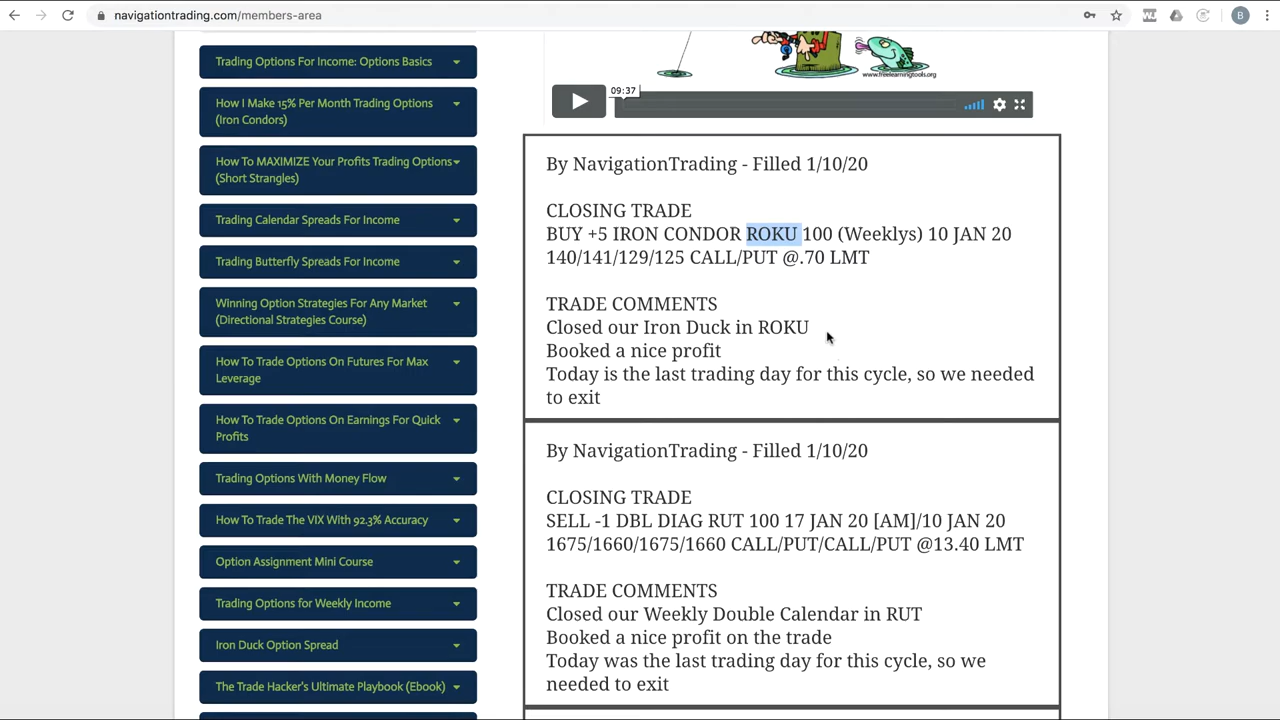 navigationtrading.com/members-area
B
Trading Options For Income: Options Basics
How I Make 15% Per Month Trading Options
(Iron Condors)
How To MAXIMIZE Your Profits Trading Options
(Short Strangles)
Trading Calendar Spreads For Income
Trading Butterfly Spreads For Income
Winning Option Strategies For Any Market
(Directional Strategies Course)
How To Trade Options On Futures For Max
Leverage
How To Trade Options On Earnings For Quick
Profits
Trading Options With Money Flow
How To Trade The VIX With 92.3% Accuracy
Option Assignment Mini Course
Trading Options for Weekly Income
Iron Duck Option Spread
The Trade Hacker's Ultimate Playbook (Ebook)
www.freelearningtools.org
09:37
By NavigationTrading - Filled 1/10/20
CLOSING TRADE
BUY +5 IRON CONDOR ROKU 100 (Weeklys) 10 JAN 20
140/141/129/125 CALL/PUT @.70 LMT
TRADE COMMENTS
Closed our Iron Duck in ROKU
Booked a nice profit
Today is the last trading day for this cycle, so we needed
to exit
By NavigationTrading - Filled 1/10/20
CLOSING TRADE
SELL -1 DBL DIAG RUT 100 17 JAN 20 [AM]/10 JAN 20
1675/1660/1675/1660 CALL/PUT/CALL/PUT @13.40 LMT
TRADE COMMENTS
Closed our Weekly Double Calendar in RUT
Booked a nice profit on the trade
Today was the last trading day for this cycle, so we
needed to exit